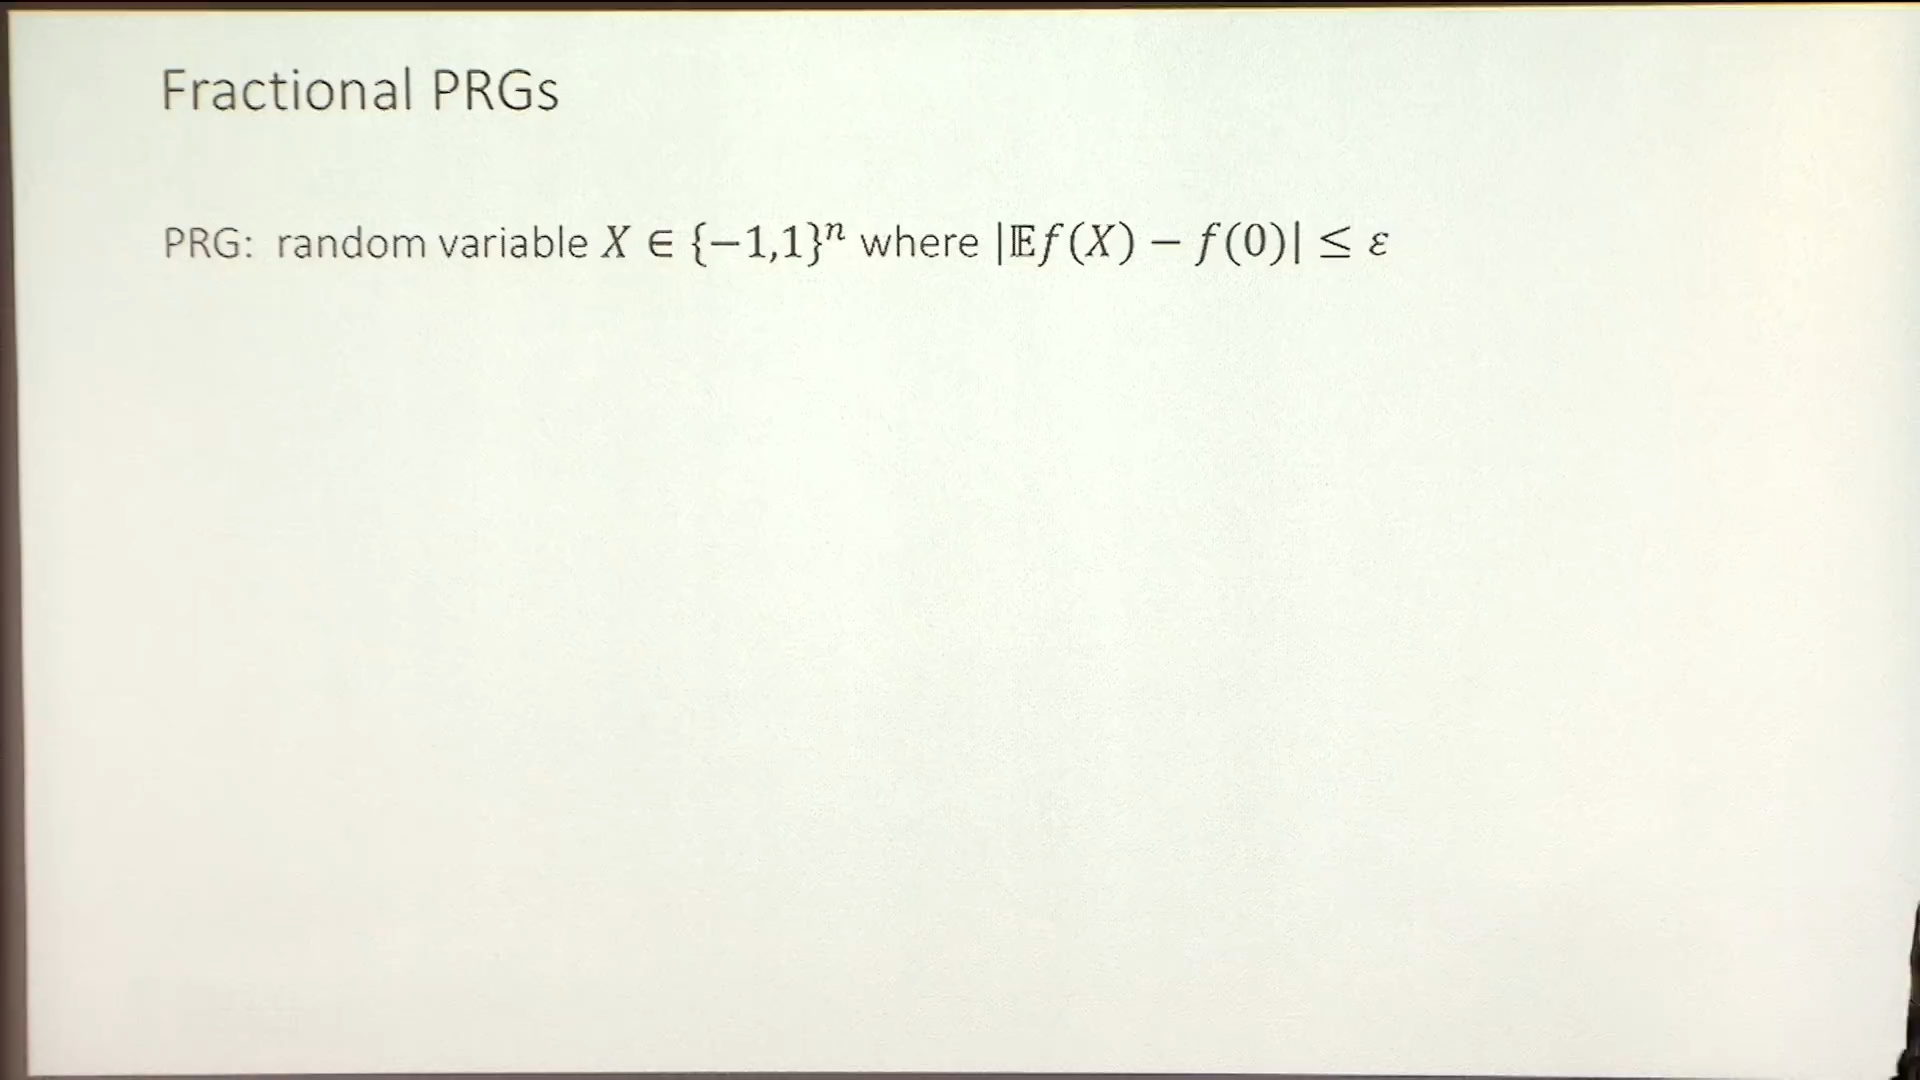 Fractional PRGs
PRG: random variable X ∈ {−1,1}ⁿ where |𝔼f(X) − f(0)| ≤ ε